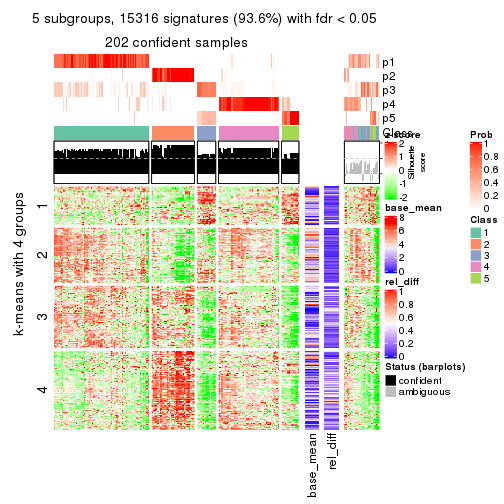 5 subgroups, 15316 signatures (93.6%) with fdr < 0.05
202 confident samples
p1
p2
p3
p4
p5
Class
Silhouette
score
k-means with 4 groups
1
2
3
4
base_mean
rel_diff
z-score
2
1
0
-1
-2
base_mean
8
6
4
2
0
rel_diff
1
0.8
0.6
0.4
0.2
0
Status (barplots)
confident
ambiguous
Prob
1
0.8
0.6
0.4
0.2
0
Class
1
2
3
4
5